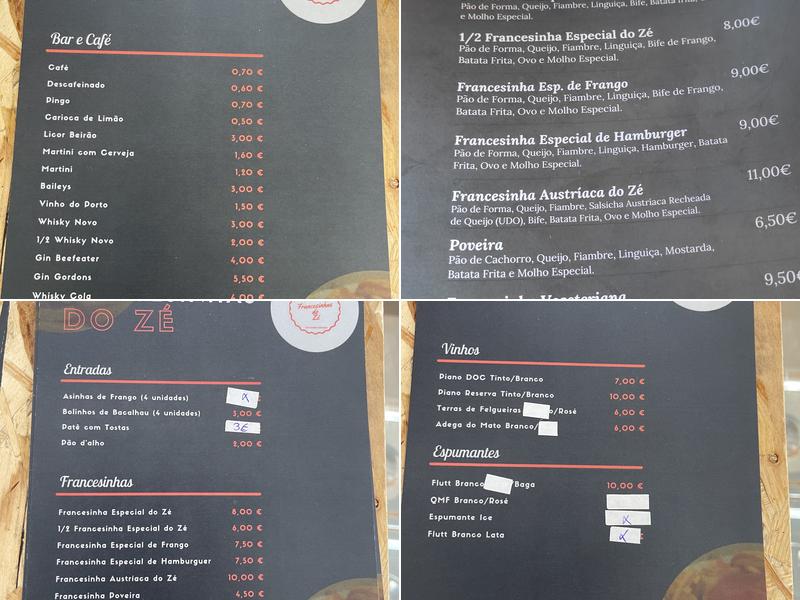 Bar e Café
Café 0,70 €
Descafeinado 0,60 €
Pingo 0,70 €
Carioca de Limão 0,50 €
Licor Beirão 3,00 €
Martini com Cerveja 1,60 €
Martini 1,20 €
Baileys 3,00 €
Vinho do Porto 1,50 €
Whisky Novo 3,00 €
1/2 Whisky Novo 2,00 €
Gin Beefeater 4,00 €
Gin Gordons 5,50 €
Whisky Cola 6,00 €
Pão de Forma, Queijo, Fiambre, Linguiça, Bife, Batata frita,
e Molho Especial.
1/2 Francesinha Especial do Zé 8,00€
Pão de Forma, Queijo, Fiambre, Linguiça, Bife de Frango,
Batata Frita, Ovo e Molho Especial.
Francesinha Esp. de Frango 9,00€
Pão de Forma, Queijo, Fiambre, Linguiça, Bife de Frango,
Batata Frita, Ovo e Molho Especial.
Francesinha Especial de Hamburger 9,00€
Pão de Forma, Queijo, Fiambre, Linguiça, Hamburger, Batata
Frita, Ovo e Molho Especial.
Francesinha Austríaca do Zé 11,00€
Pão de Forma, Queijo, Fiambre, Salsicha Austriaca Recheada
de Queijo (UDO), Bife, Batata Frita, Ovo e Molho Especial.
Poveira 6,50€
Pão de Cachorro, Queijo, Fiambre, Linguiça, Mostarda,
Batata Frita e Molho Especial.
Vegetariana 9,50€
DO ZÉ
Francesinhas
do
Zé
Entradas
Asinhas de Frango (4 unidades) X
Bolinhos de Bacalhau (4 unidades) 3,00 €
Patê com Tostas 3€
Pão d'alho 2,00 €
Francesinhas
Francesinha Especial do Zé 8,00 €
1/2 Francesinha Especial do Zé 6,00 €
Francesinha Especial de Frango 7,50 €
Francesinha Especial de Hamburguer 7,50 €
Francesinha Austríaca do Zé 10,00 €
Francesinha Poveira 4,50 €
Vinhos
Piano DOC Tinto/Branco 7,00 €
Piano Reserva Tinto/Branco 10,00 €
Terras de Felgueiras /Rosé 6,00 €
Adega do Mato Branco/ 6,00 €
Espumantes
Flutt Branco Baga 10,00 €
QMF Branco/Rosé
Espumante Ice X
Flutt Branco Lata X